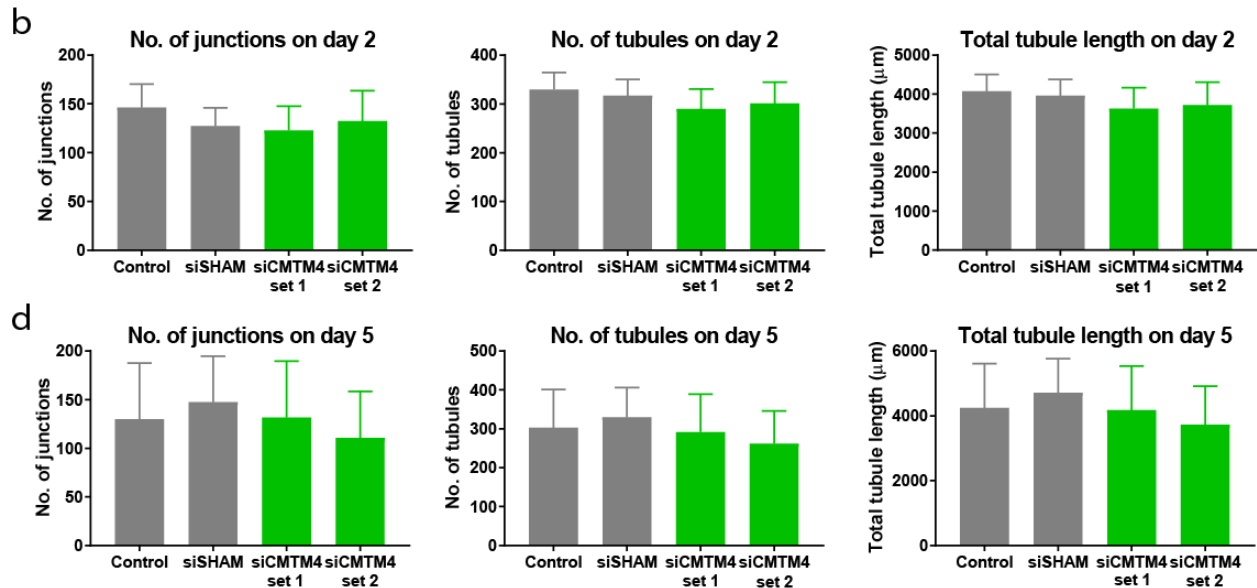 b
No. of junctions on day 2
No. of junctions
200
150
100
50
0
Control
siSHAM
siCMTM4
set 1
siCMTM4
set 2
No. of tubules on day 2
No. of tubules
400
300
200
100
0
Control
siSHAM
siCMTM4
set 1
siCMTM4
set 2
Total tubule length on day 2
Total tubule length (μm)
5000
4000
3000
2000
1000
0
Control
siSHAM
siCMTM4
set 1
siCMTM4
set 2
d
No. of junctions on day 5
No. of junctions
200
150
100
50
0
Control
siSHAM
siCMTM4
set 1
siCMTM4
set 2
No. of tubules on day 5
No. of tubules
500
400
300
200
100
0
Control
siSHAM
siCMTM4
set 1
siCMTM4
set 2
Total tubule length on day 5
Total tubule length (μm)
6000
4000
2000
0
Control
siSHAM
siCMTM4
set 1
siCMTM4
set 2